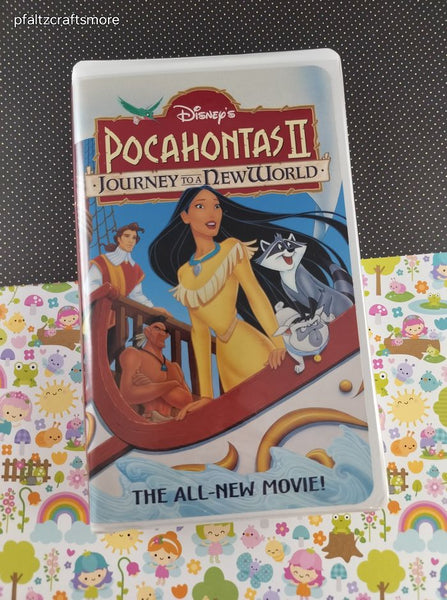 pfaltzcraftsmore
Disney's
Pocahontas II
Journey to a New World
THE ALL-NEW MOVIE!